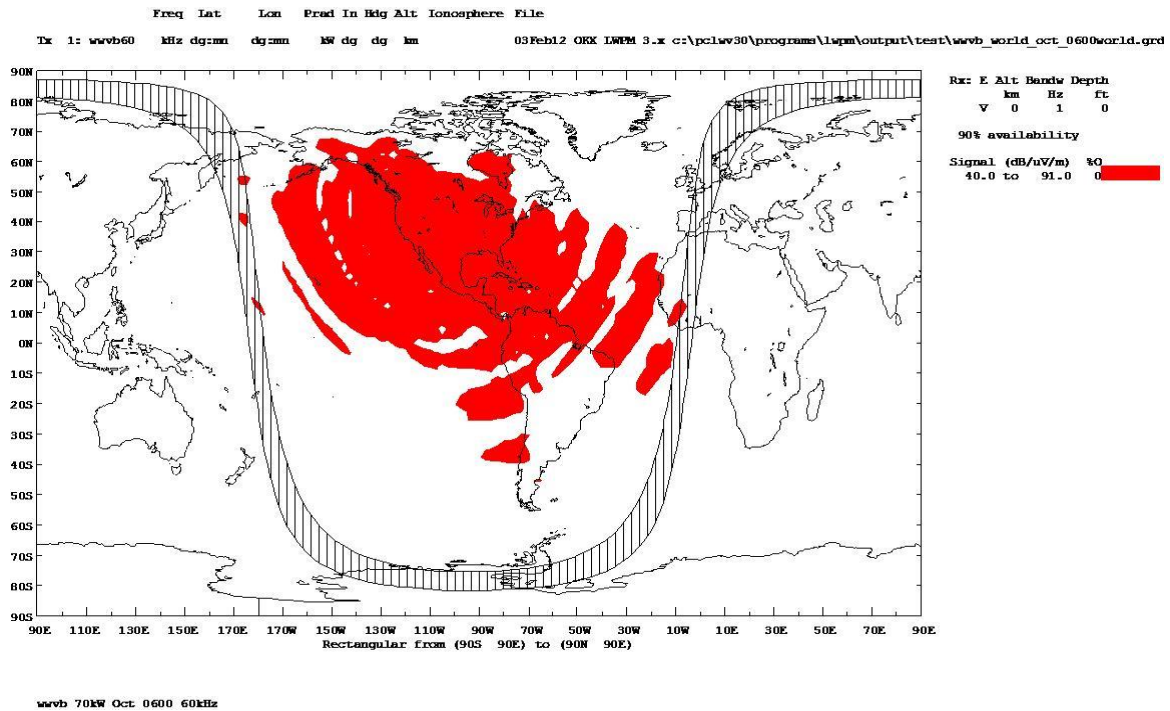 Freq Lat Lon Prad In Hdg Alt Ionosphere File
Tx 1: wwvb60 kHz dg:mn dg:mn kW dg dg km 03Feb12 OKX LWPM 3.x c:\pclwv30\programs\lwpm\output\test\wwvb_world_oct_0600world.grd
Rx: E Alt Bandw Depth
km Hz ft
V 0 1 0
90% availability
Signal (dB/uV/m) %O
40.0 to 91.0 0
90N
80N
70N
60N
50N
40N
30N
20N
10N
0N
10S
20S
30S
40S
50S
60S
70S
80S
90S
90E 110E 130E 150E 170E 170W 150W 130W 110W 90W 70W 50W 30W 10W 10E 30E 50E 70E 90E
Rectangular from (90S 90E) to (90N 90E)
wwvb 70kW Oct 0600 60kHz